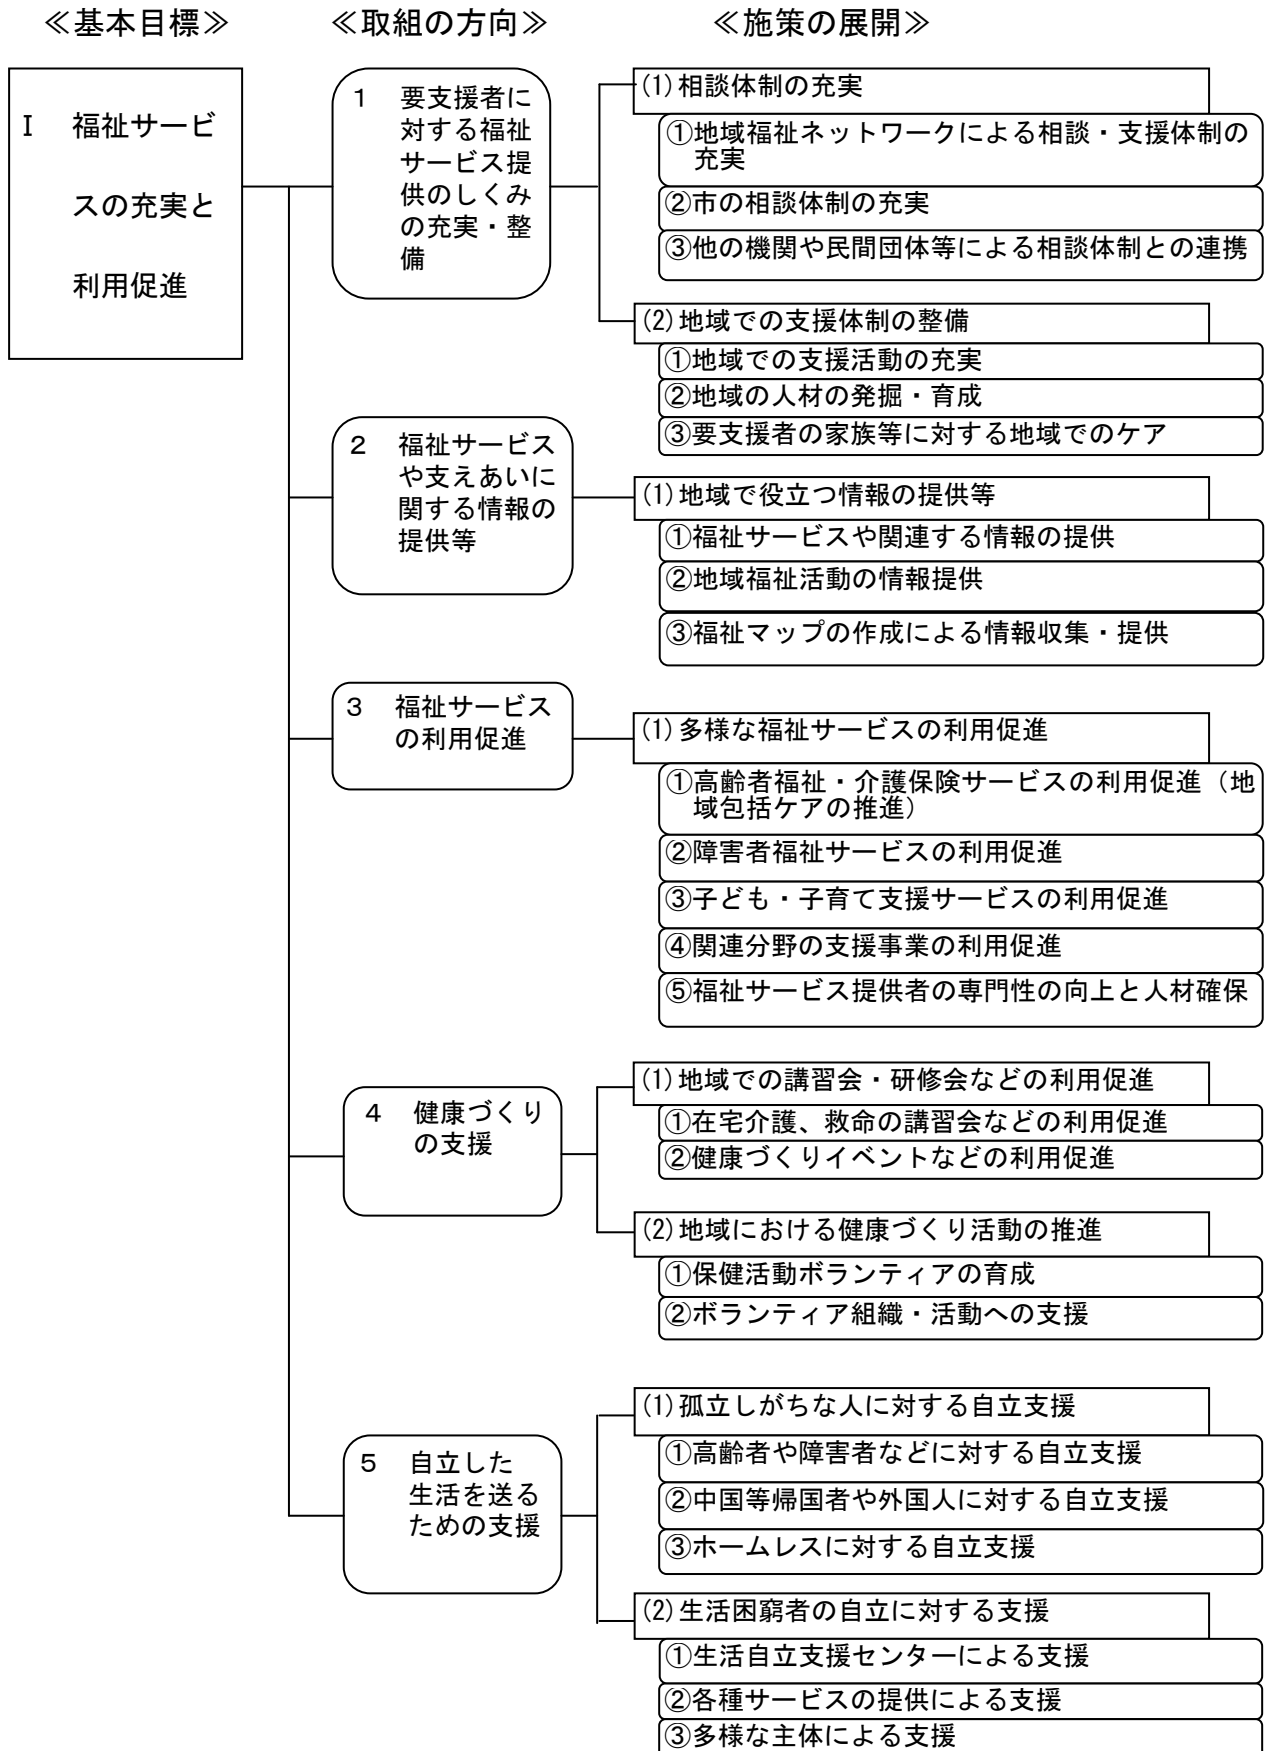 ≪基本目標≫ ≪取組の方向≫ ≪施策の展開≫
Ⅰ 福祉サービ
スの充実と
利用促進
1 要支援者に
対する福祉
サービス提
供のしくみ
の充実・整
備
(1)相談体制の充実
①地域福祉ネットワークによる相談・支援体制の
充実
②市の相談体制の充実
③他の機関や民間団体等による相談体制との連携
(2)地域での支援体制の整備
①地域での支援活動の充実
②地域の人材の発掘・育成
③要支援者の家族等に対する地域でのケア
2 福祉サービス
や支えあいに
関する情報の
提供等
(1)地域で役立つ情報の提供等
①福祉サービスや関連する情報の提供
②地域福祉活動の情報提供
③福祉マップの作成による情報収集・提供
3 福祉サービス
の利用促進
(1)多様な福祉サービスの利用促進
①高齢者福祉・介護保険サービスの利用促進（地
域包括ケアの推進）
②障害者福祉サービスの利用促進
③子ども・子育て支援サービスの利用促進
④関連分野の支援事業の利用促進
⑤福祉サービス提供者の専門性の向上と人材確保
4 健康づくり
の支援
(1)地域での講習会・研修会などの利用促進
①在宅介護、救命の講習会などの利用促進
②健康づくりイベントなどの利用促進
(2)地域における健康づくり活動の推進
①保健活動ボランティアの育成
②ボランティア組織・活動への支援
5 自立した
生活を送る
ための支援
(1)孤立しがちな人に対する自立支援
①高齢者や障害者などに対する自立支援
②中国等帰国者や外国人に対する自立支援
③ホームレスに対する自立支援
(2)生活困窮者の自立に対する支援
①生活自立支援センターによる支援
②各種サービスの提供による支援
③多様な主体による支援